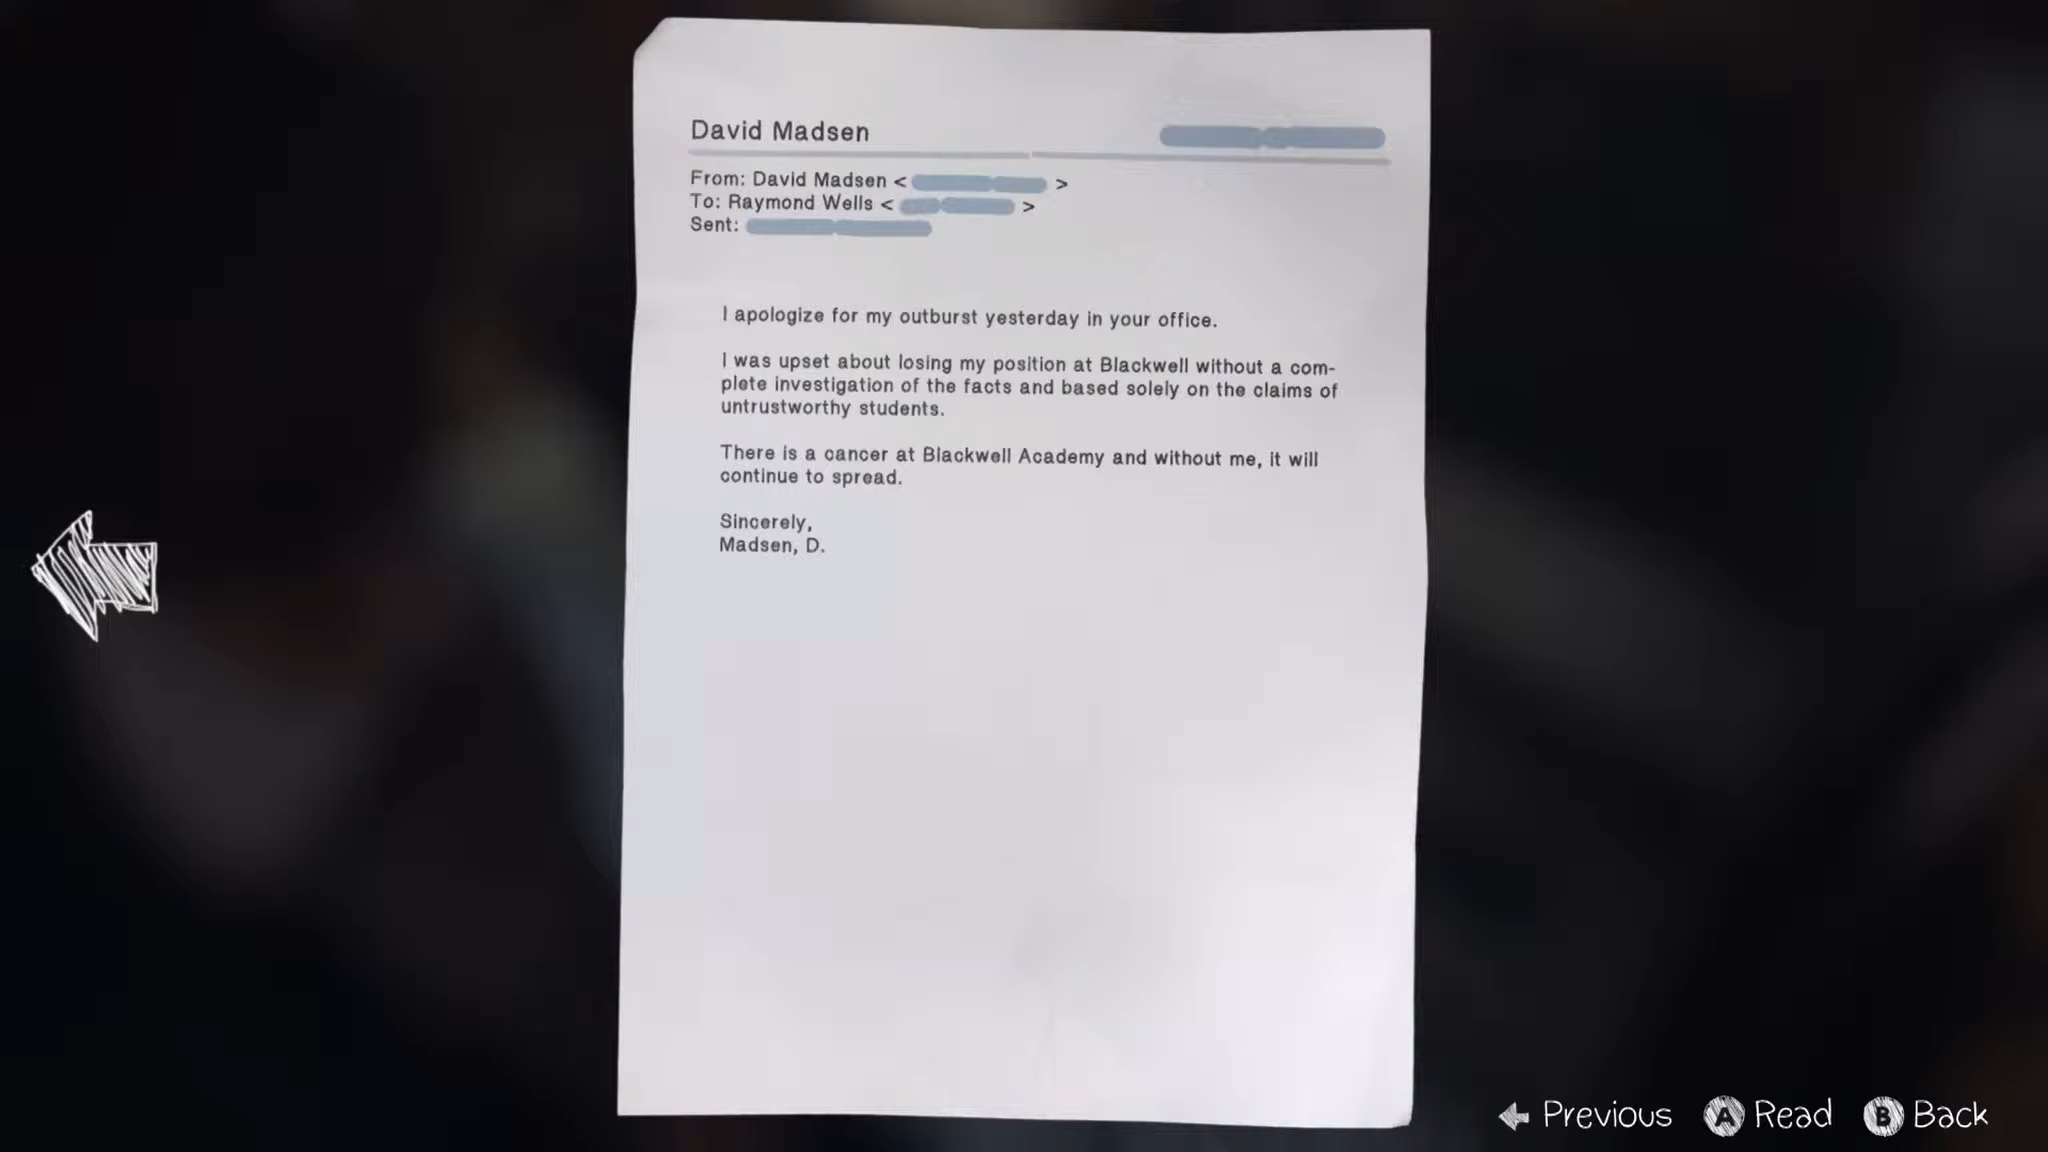 David Madsen
From: David Madsen < >
To: Raymond Wells < >
Sent:
I apologize for my outburst yesterday in your office.
I was upset about losing my position at Blackwell without a com-
plete investigation of the facts and based solely on the claims of
untrustworthy students.
There is a cancer at Blackwell Academy and without me, it will
continue to spread.
Sincerely,
Madsen, D.
Previous A Read B Back